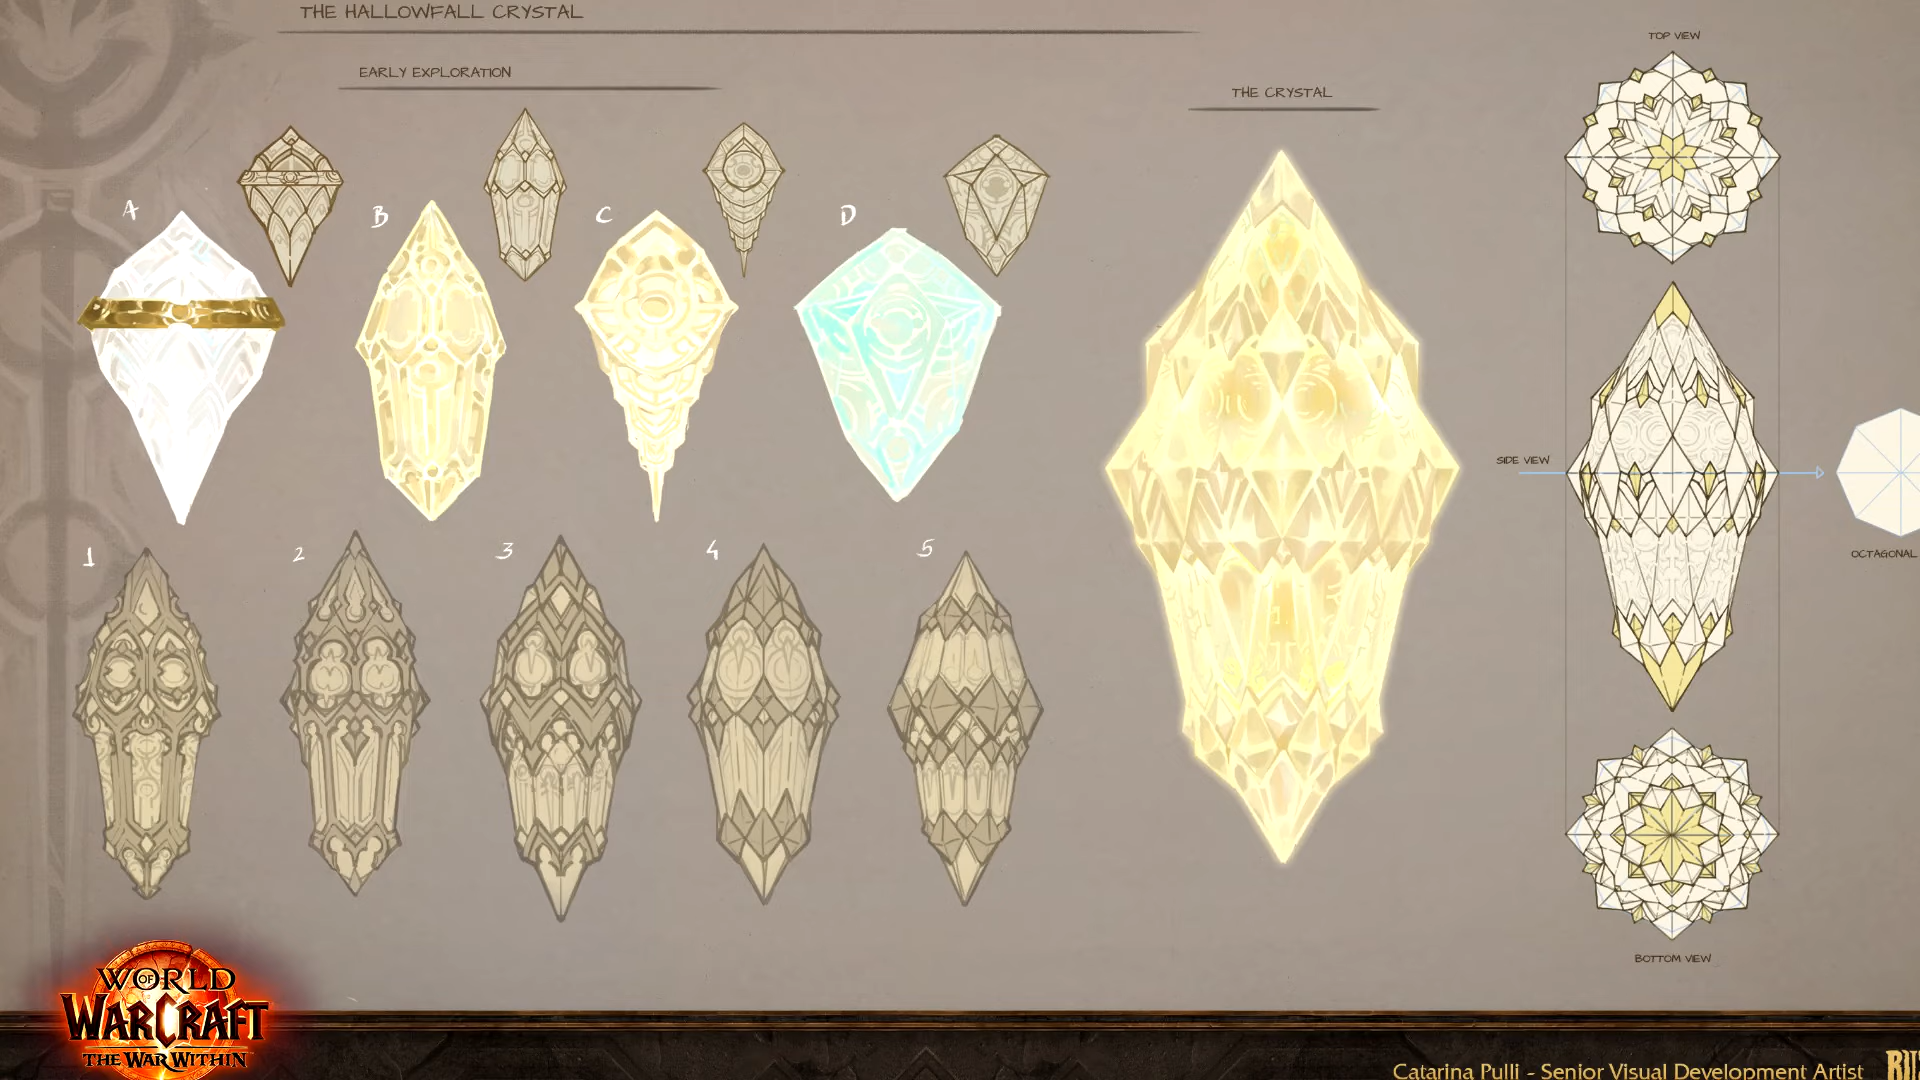 THE HALLOWFALL CRYSTAL
EARLY EXPLORATION
THE CRYSTAL
TOP VIEW
A
B
C
D
SIDE VIEW
OCTAGONAL
1
2
3
4
5
BOTTOM VIEW
WORLD
OF
WARCRAFT
THE WAR WITHIN
Catarina Pulli - Senior Visual Development Artist